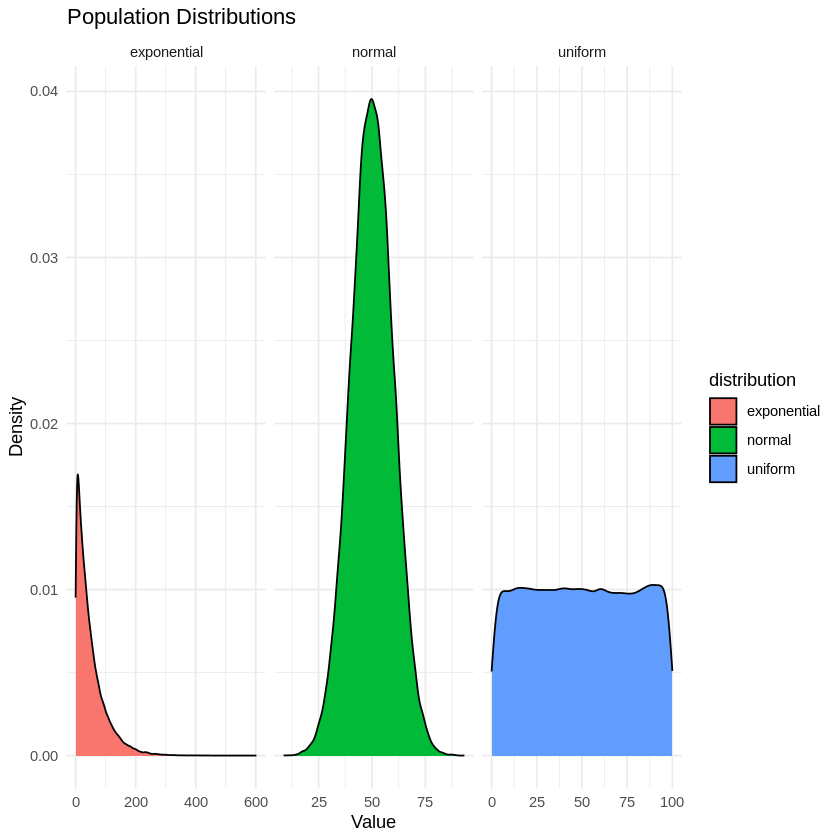 Population Distributions
exponential
normal
uniform
0.04
0.03
0.02
0.01
0.00
Density
0 200 400 600
25 50 75
0 25 50 75 100
Value
distribution
exponential
normal
uniform